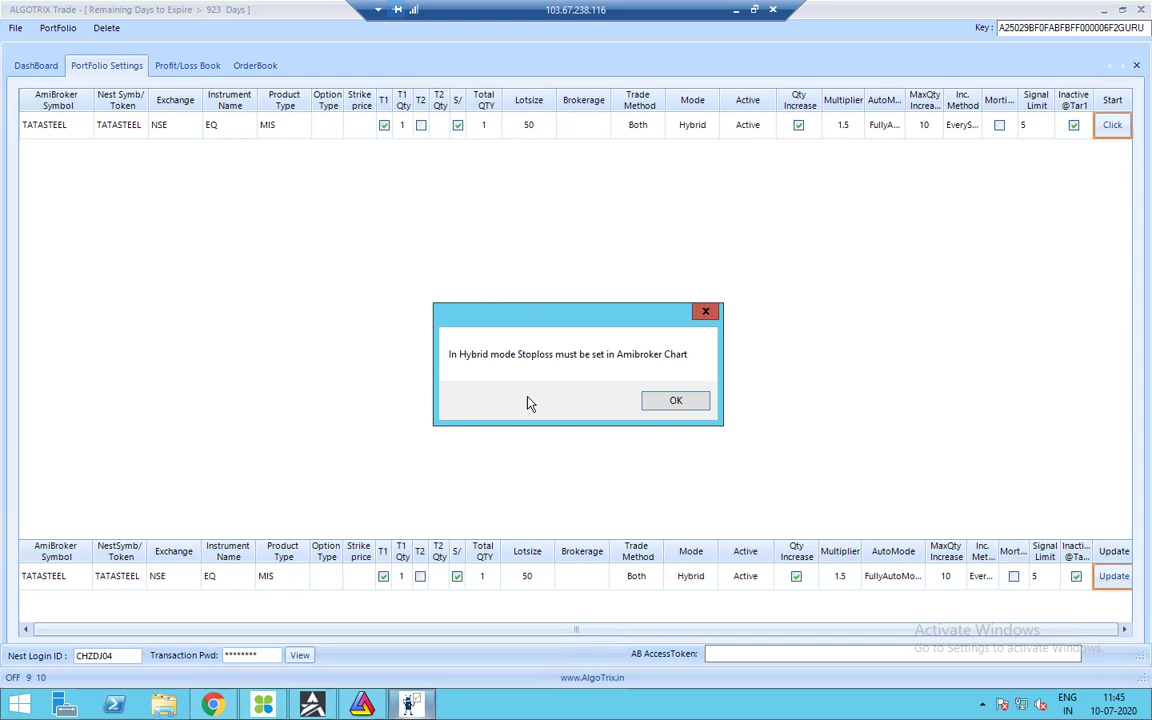 ALGOTRIX Trade - [ Remaining Days to Expire :- 923 Days ]
103.67.238.116
File PortFolio Delete
Key : A25029BF0FABFBFF000006F2GURU
DashBoard PortFolio Settings Profit/Loss Book OrderBook
AmiBroker Symbol Nest Symb/ Token Exchange Instrument Name Product Type Option Type Strike price T1 T1 Qty T2 T2 Qty S/ Total QTY Lotsize Brokerage Trade Method Mode Active Qty Increase Multiplier AutoM... MaxQty Increa... Inc. Method Morti... Signal Limit Inactive @Tar1 Start
TATASTEEL TATASTEEL NSE EQ MIS 1 1 50 Both Hybrid Active 1.5 FullyA... 10 EveryS... 5 Click
In Hybrid mode Stoploss must be set in Amibroker Chart
OK
AmiBroker Symbol NestSymb/ Token Exchange Instrument Name Product Type Option Type Strike price T1 T1 Qty T2 T2 Qty S/ Total QTY Lotsize Brokerage Trade Method Mode Active Qty Increase Multiplier AutoMode MaxQty Increase Inc. Met... Mort... Signal Limit Inacti... @Ta... Update
TATASTEEL TATASTEEL NSE EQ MIS 1 1 50 Both Hybrid Active 1.5 FullyAutoMo... 10 Ever... 5 Update
Activate Windows
Go to Settings to activate Windows.
Nest Login ID : CHZDJ04 Transaction Pwd: ******** View AB AccessToken:
OFF 9 10 www.AlgoTrix.in
ENG 11:45
IN 10-07-2020